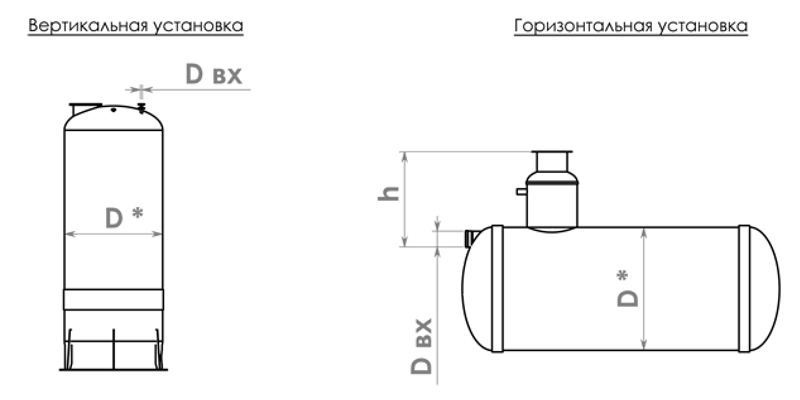 Вертикальная установка
Горизонтальная установка
D вх
h
D *
D *
D вх